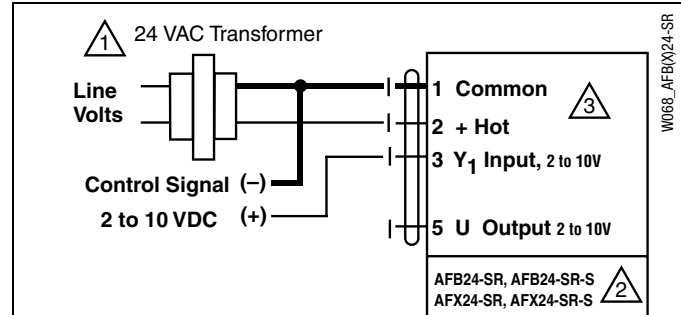 1 24 VAC Transformer
Line
Volts
1 Common
3
2 + Hot
3 Y1 Input, 2 to 10V
Control Signal (–)
2 to 10 VDC (+)
5 U Output 2 to 10V
AFB24-SR, AFB24-SR-S
AFX24-SR, AFX24-SR-S
2
W068_AFB(X)24-SR